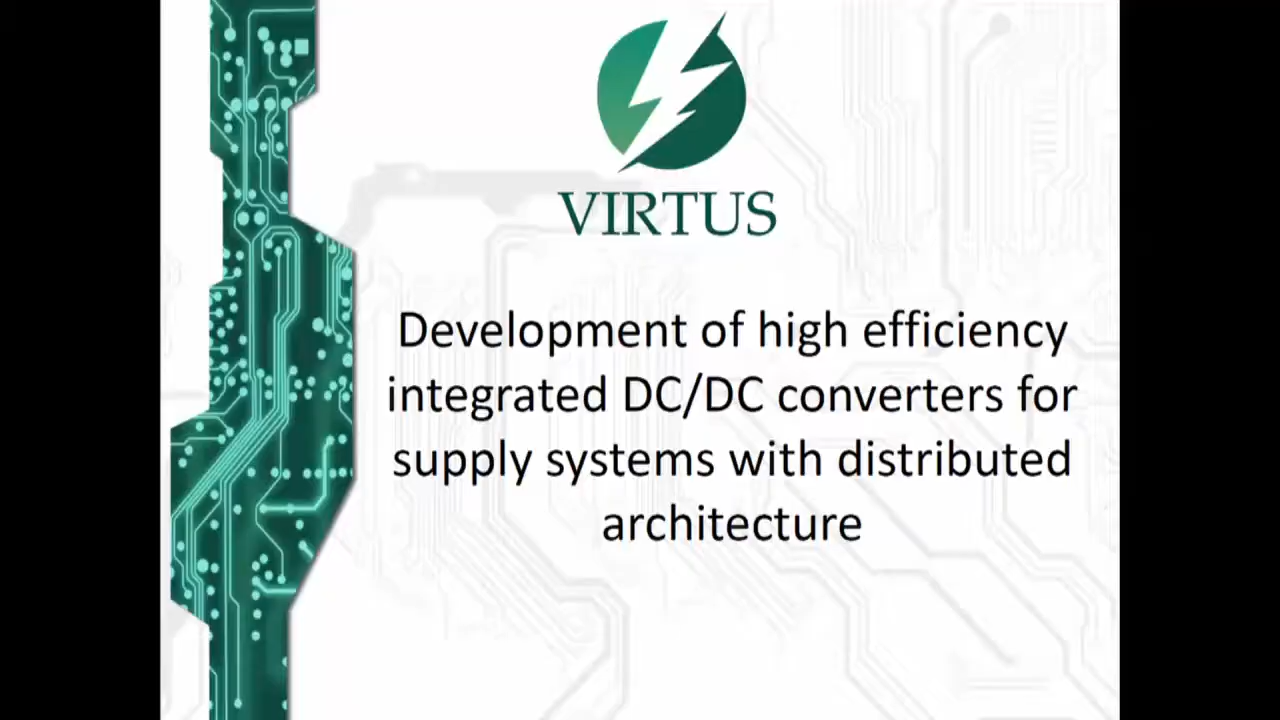 VIRTUS
Development of high efficiency
integrated DC/DC converters for
supply systems with distributed
architecture